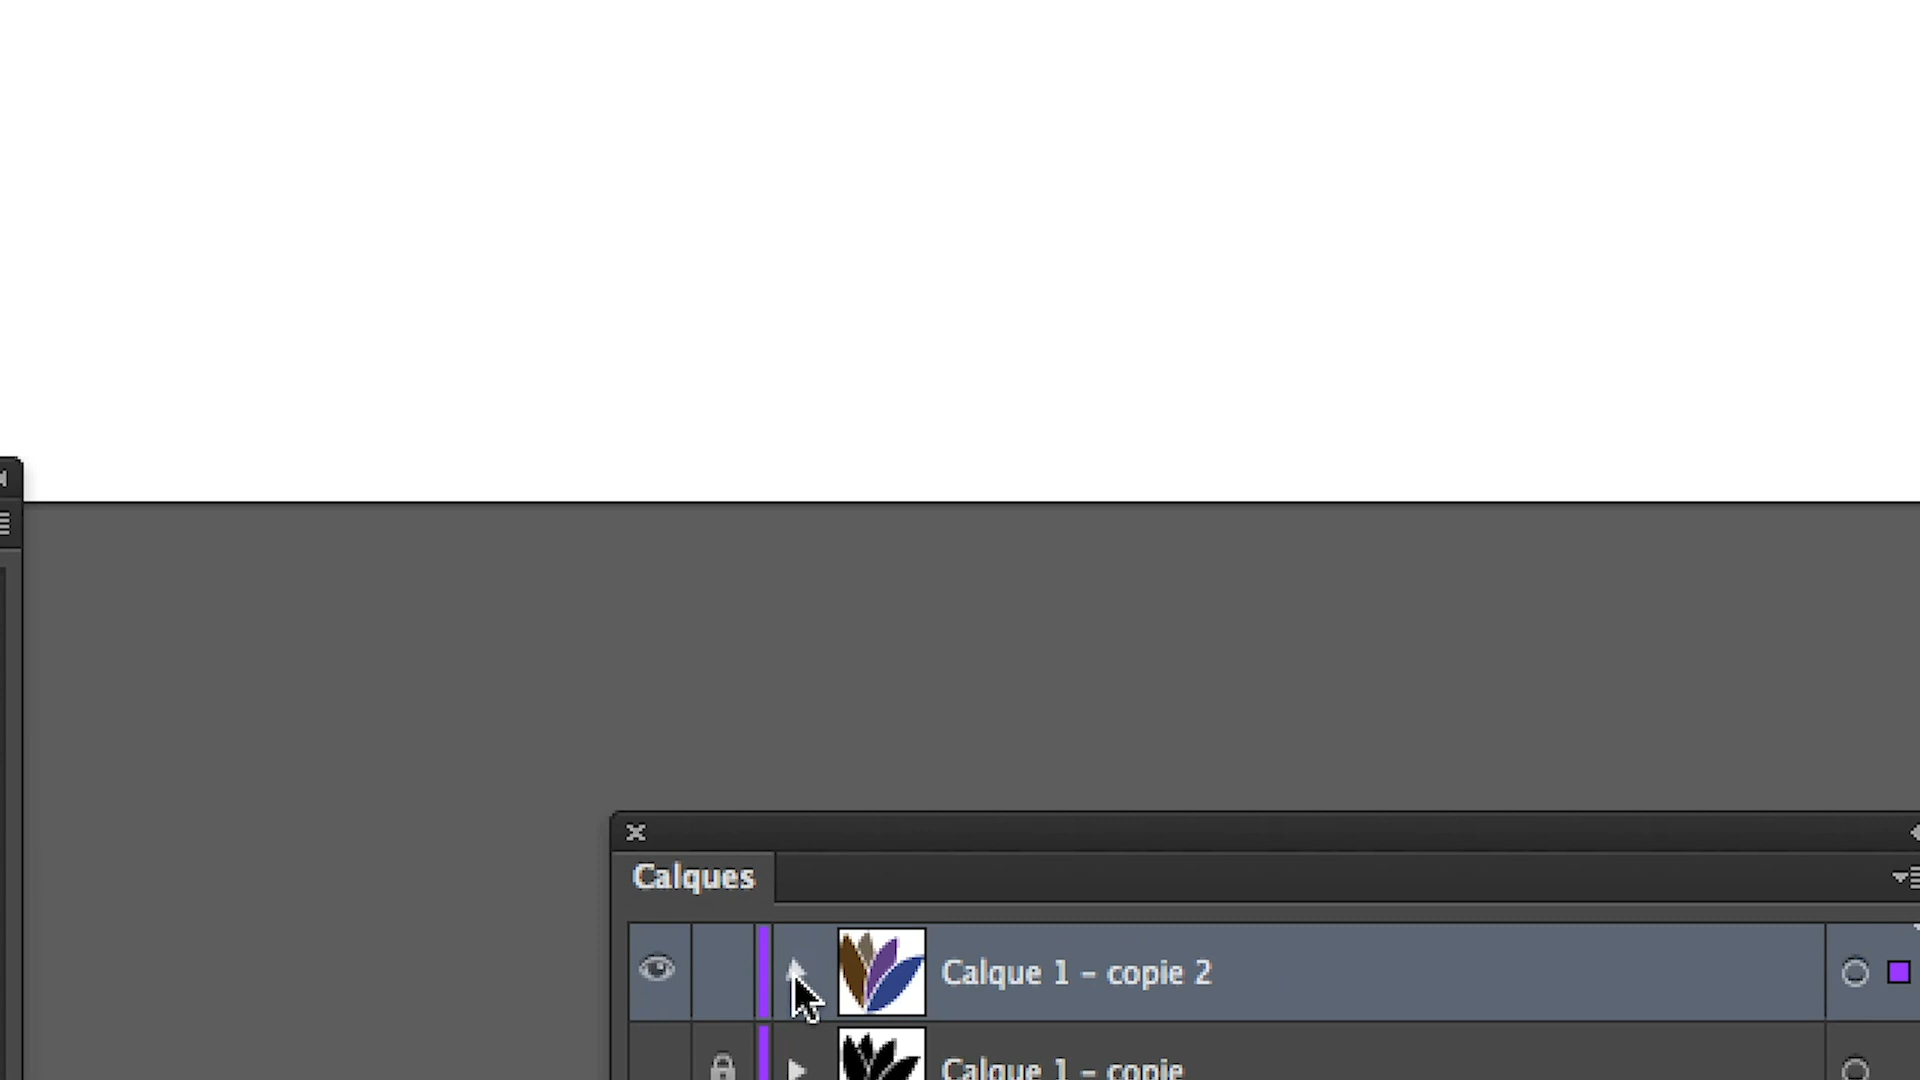 Calques
Calque 1 – copie 2
Calque 1 – copie